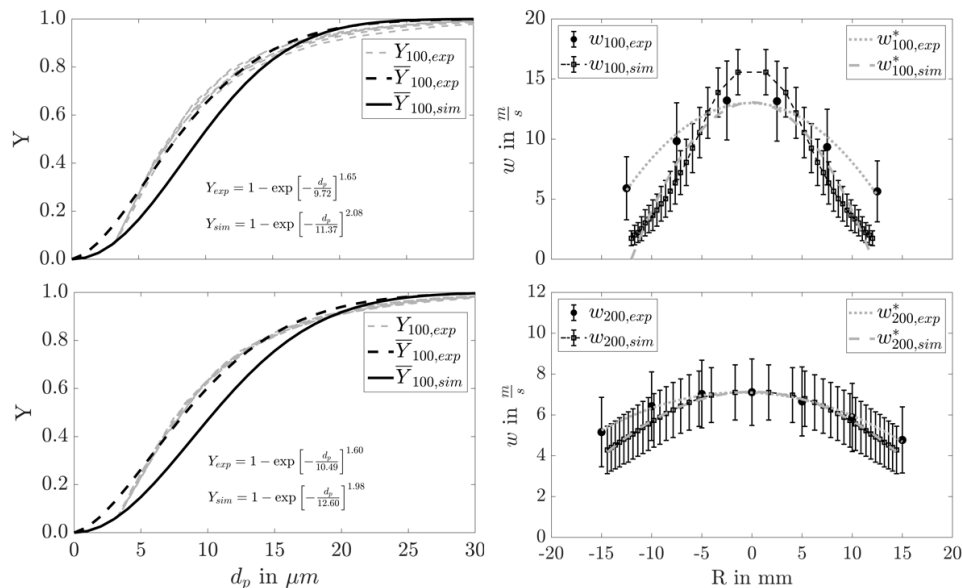 1.0
0.8
0.6
0.4
0.2
0.0
Y
Y100,exp
Y̅100,exp
Y̅100,sim
Yexp = 1 − exp [−dp/9.72]^1.65
Ysim = 1 − exp [−dp/11.37]^2.08
20
15
10
5
0
w in m/s
w100,exp
w100,sim
w*100,exp
w*100,sim
1.0
0.8
0.6
0.4
0.2
0.0
Y
Y100,exp
Y̅100,exp
Y̅100,sim
Yexp = 1 − exp [−dp/10.49]^1.60
Ysim = 1 − exp [−dp/12.60]^1.98
0 5 10 15 20 25 30
dp in μm
12
10
8
6
4
2
0
w in m/s
w200,exp
w200,sim
w*200,exp
w*200,sim
-20 -15 -10 -5 0 5 10 15 20
R in mm